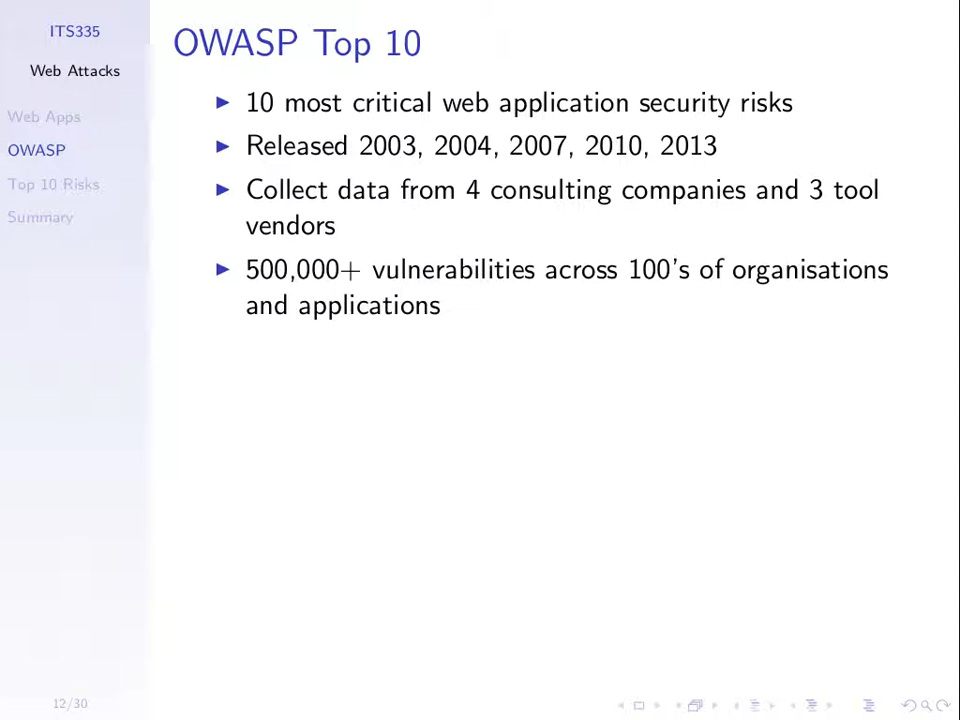 ITS335
Web Attacks
Web Apps
OWASP
Top 10 Risks
Summary
OWASP Top 10
10 most critical web application security risks
Released 2003, 2004, 2007, 2010, 2013
Collect data from 4 consulting companies and 3 tool
vendors
500,000+ vulnerabilities across 100's of organisations
and applications
12/30